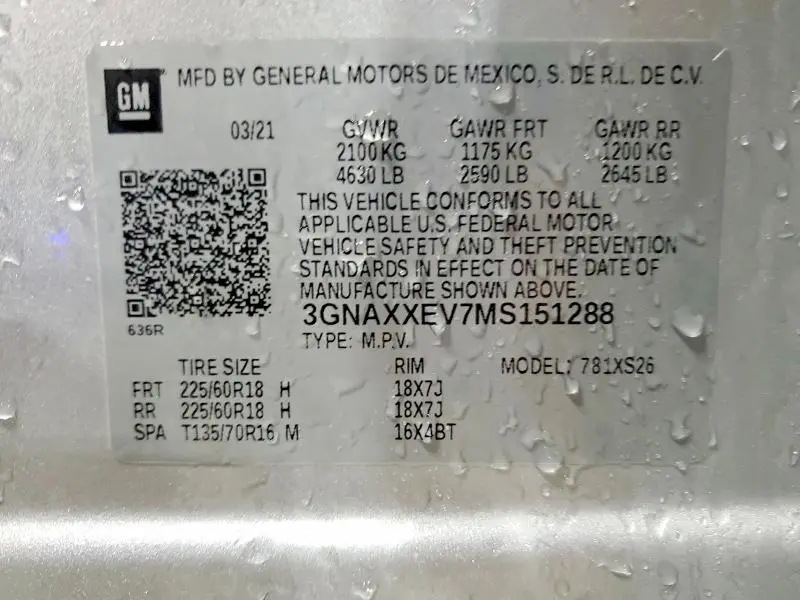 GM
MFD BY GENERAL MOTORS DE MEXICO, S. DE R.L. DE C.V.
03/21 GVWR GAWR FRT GAWR RR
2100 KG 1175 KG 1200 KG
4630 LB 2590 LB 2645 LB
THIS VEHICLE CONFORMS TO ALL
APPLICABLE U.S. FEDERAL MOTOR
VEHICLE SAFETY AND THEFT PREVENTION
STANDARDS IN EFFECT ON THE DATE OF
MANUFACTURE SHOWN ABOVE.
3GNAXXEV7MS151288
636R
TYPE: M.P.V.
TIRE SIZE RIM MODEL: 781XS26
FRT 225/60R18 H 18X7J
RR 225/60R18 H 18X7J
SPA T135/70R16 M 16X4BT